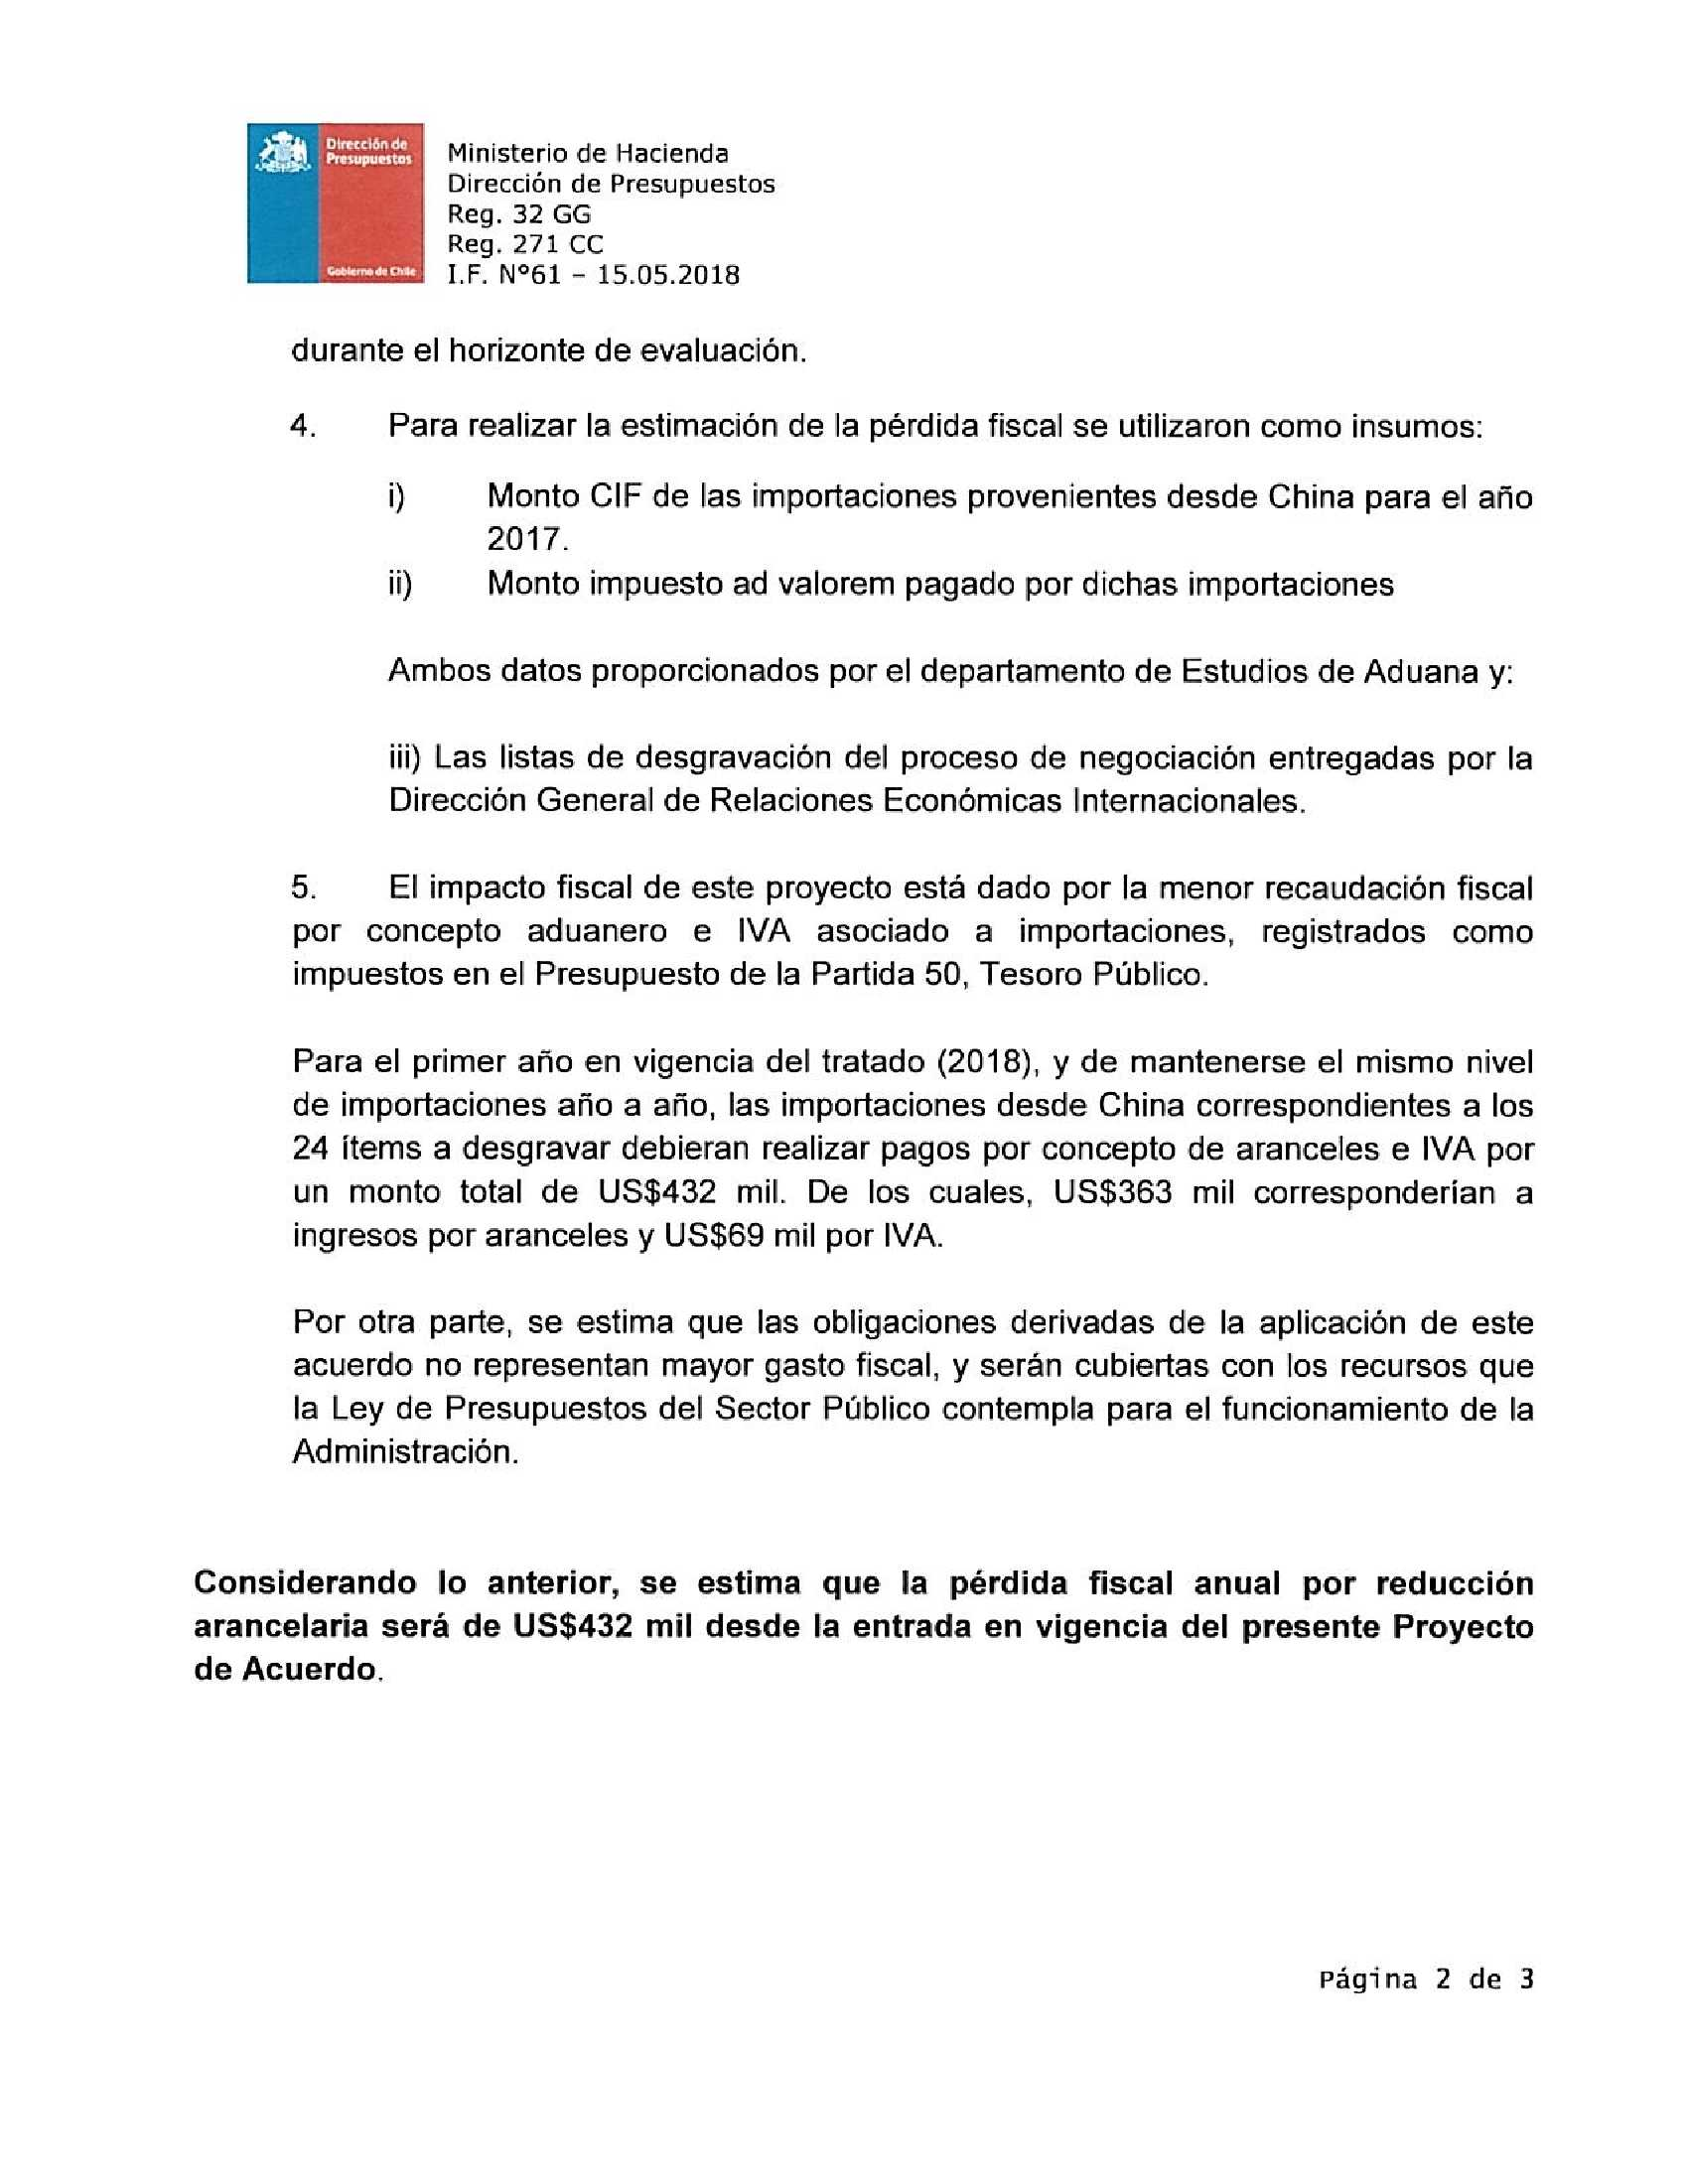 Dirección de
Presupuestos
Gobierno de Chile
Ministerio de Hacienda
Dirección de Presupuestos
Reg. 32 GG
Reg. 271 CC
I.F. N°61 – 15.05.2018
durante el horizonte de evaluación.
4. Para realizar la estimación de la pérdida fiscal se utilizaron como insumos:
i) Monto CIF de las importaciones provenientes desde China para el año
2017.
ii) Monto impuesto ad valorem pagado por dichas importaciones
Ambos datos proporcionados por el departamento de Estudios de Aduana y:
iii) Las listas de desgravación del proceso de negociación entregadas por la
Dirección General de Relaciones Económicas Internacionales.
5. El impacto fiscal de este proyecto está dado por la menor recaudación fiscal
por concepto aduanero e IVA asociado a importaciones, registrados como
impuestos en el Presupuesto de la Partida 50, Tesoro Público.
Para el primer año en vigencia del tratado (2018), y de mantenerse el mismo nivel
de importaciones año a año, las importaciones desde China correspondientes a los
24 ítems a desgravar debieran realizar pagos por concepto de aranceles e IVA por
un monto total de US$432 mil. De los cuales, US$363 mil corresponderían a
ingresos por aranceles y US$69 mil por IVA.
Por otra parte, se estima que las obligaciones derivadas de la aplicación de este
acuerdo no representan mayor gasto fiscal, y serán cubiertas con los recursos que
la Ley de Presupuestos del Sector Público contempla para el funcionamiento de la
Administración.
Considerando lo anterior, se estima que la pérdida fiscal anual por reducción
arancelaria será de US$432 mil desde la entrada en vigencia del presente Proyecto
de Acuerdo.
Página 2 de 3